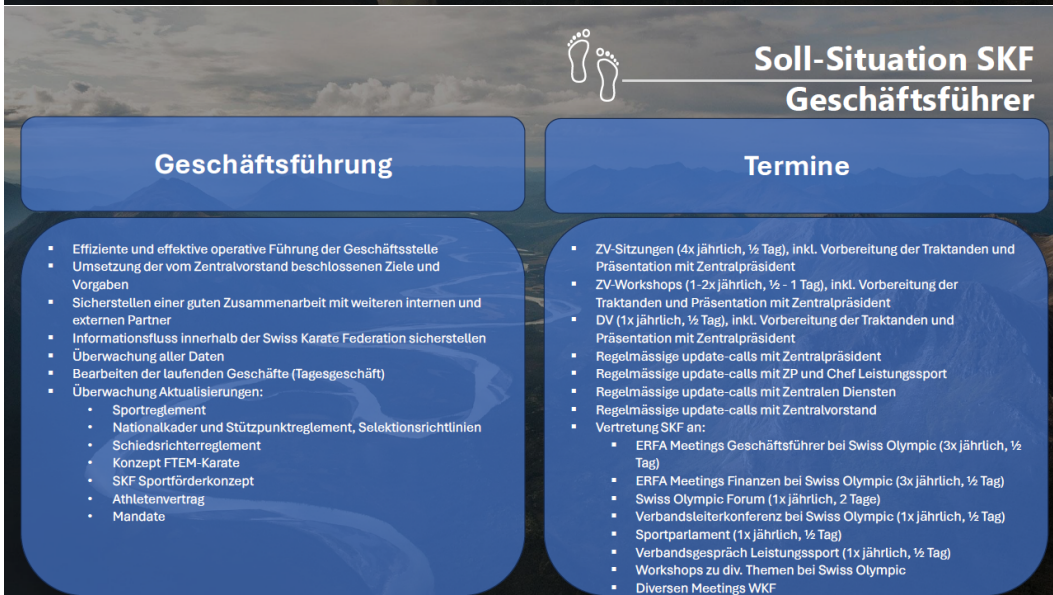 Soll-Situation SKF
Geschäftsführer
Geschäftsführung
▪ Effiziente und effektive operative Führung der Geschäftsstelle
▪ Umsetzung der vom Zentralvorstand beschlossenen Ziele und
Vorgaben
▪ Sicherstellen einer guten Zusammenarbeit mit weiteren internen und
externen Partner
▪ Informationsfluss innerhalb der Swiss Karate Federation sicherstellen
▪ Überwachung aller Daten
▪ Bearbeiten der laufenden Geschäfte (Tagesgeschäft)
▪ Überwachung Aktualisierungen:
• Sportreglement
• Nationalkader und Stützpunktreglement, Selektionsrichtlinien
• Schiedsrichterreglement
• Konzept FTEM-Karate
• SKF Sportförderkonzept
• Athletenvertrag
• Mandate
Termine
▪ ZV-Sitzungen (4x jährlich, ½ Tag), inkl. Vorbereitung der Traktanden und
Präsentation mit Zentralpräsident
▪ ZV-Workshops (1-2x jährlich, ½ - 1 Tag), inkl. Vorbereitung der
Traktanden und Präsentation mit Zentralpräsident
▪ DV (1x jährlich, ½ Tag), inkl. Vorbereitung der Traktanden und
Präsentation mit Zentralpräsident
▪ Regelmässige update-calls mit Zentralpräsident
▪ Regelmässige update-calls mit ZP und Chef Leistungssport
▪ Regelmässige update-calls mit Zentralen Diensten
▪ Regelmässige update-calls mit Zentralvorstand
▪ Vertretung SKF an:
▪ ERFA Meetings Geschäftsführer bei Swiss Olympic (3x jährlich, ½
Tag)
▪ ERFA Meetings Finanzen bei Swiss Olympic (3x jährlich, ½ Tag)
▪ Swiss Olympic Forum (1x jährlich, 2 Tage)
▪ Verbandsleiterkonferenz bei Swiss Olympic (1x jährlich, ½ Tag)
▪ Sportparlament (1x jährlich, ½ Tag)
▪ Verbandsgespräch Leistungssport (1x jährlich, ½ Tag)
▪ Workshops zu div. Themen bei Swiss Olympic
▪ Diversen Meetings WKF